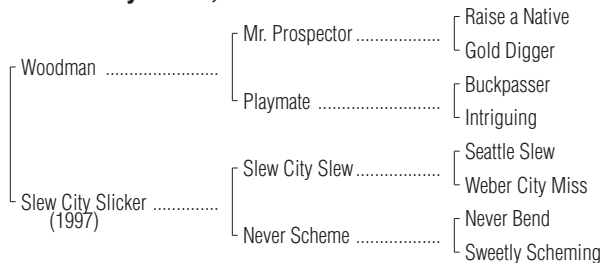 Raise a Native
Mr. Prospector ....................
Gold Digger
Woodman ..........................
Buckpasser
Playmate .............................
Intriguing
Seattle Slew
Slew City Slew....................
Weber City Miss
Slew City Slicker ...............
(1997)
Never Bend
Never Scheme ....................
Sweetly Scheming